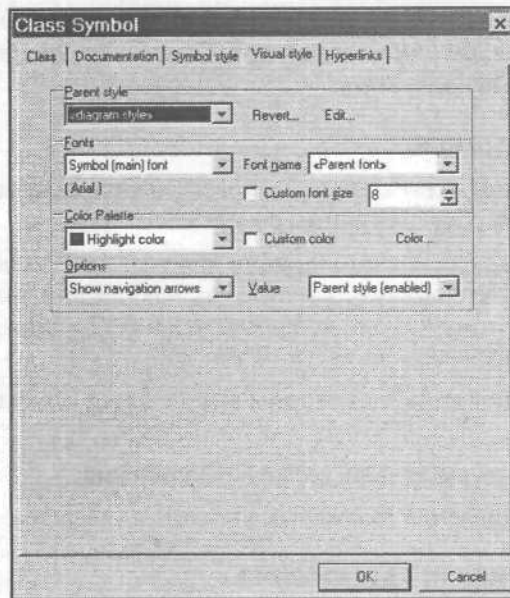 Class Symbol
Class | Documentation | Symbol style | Visual style | Hyperlinks |
Parent style
<diagram style> Revert... Edit...
Fonts
Symbol (main) font Font name <Parent font>
(Arial) Custom font size 8
Color Palette
Highlight color Custom color Color...
Options
Show navigation arrows Value Parent style (enabled)
OK Cancel